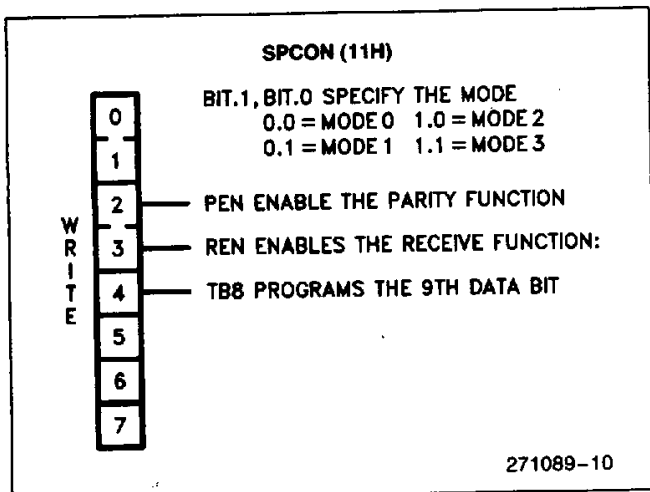 SPCON (11H)
BIT.1, BIT.0 SPECIFY THE MODE
0.0 = MODE 0 1.0 = MODE 2
0.1 = MODE 1 1.1 = MODE 3
0
1
2 PEN ENABLE THE PARITY FUNCTION
3 REN ENABLES THE RECEIVE FUNCTION:
4 TB8 PROGRAMS THE 9TH DATA BIT
5
6
7
WRITE
271089-10